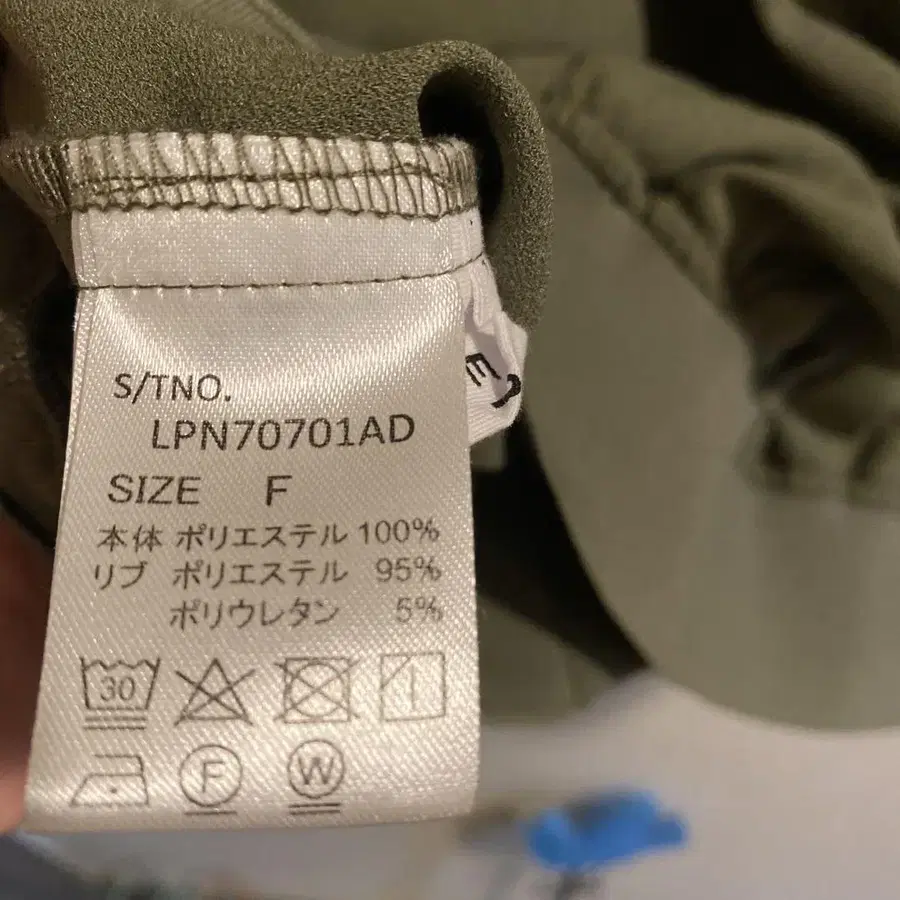 S/TNO.
LPN70701AD
SIZE F
本体 ポリエステル 100%
リブ ポリエステル 95%
ポリウレタン 5%
30
F W